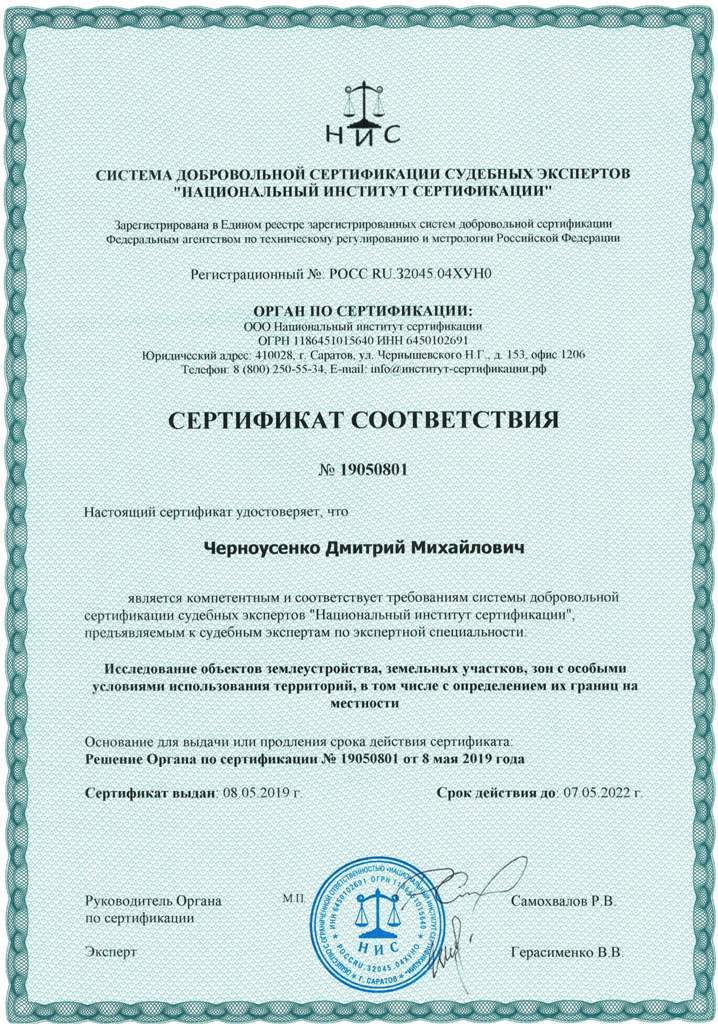 НИС
СИСТЕМА ДОБРОВОЛЬНОЙ СЕРТИФИКАЦИИ СУДЕБНЫХ ЭКСПЕРТОВ
"НАЦИОНАЛЬНЫЙ ИНСТИТУТ СЕРТИФИКАЦИИ"
Зарегистрирована в Едином реестре зарегистрированных систем добровольной сертификации
Федеральным агентством по техническому регулированию и метрологии Российской Федерации
Регистрационный №: РОСС RU.32045.04ХУН0
ОРГАН ПО СЕРТИФИКАЦИИ:
ООО Национальный институт сертификации
ОГРН 1186451015640 ИНН 6450102691
Юридический адрес: 410028, г. Саратов, ул. Чернышевского Н.Г., д. 153, офис 1206
Телефон: 8 (800) 250-55-34, E-mail: info@институт-сертификации.рф
СЕРТИФИКАТ СООТВЕТСТВИЯ
№ 19050801
Настоящий сертификат удостоверяет, что
Черноусенко Дмитрий Михайлович
является компетентным и соответствует требованиям системы добровольной
сертификации судебных экспертов "Национальный институт сертификации",
предъявляемым к судебным экспертам по экспертной специальности:
Исследование объектов землеустройства, земельных участков, зон с особыми
условиями использования территорий, в том числе с определением их границ на
местности
Основание для выдачи или продления срока действия сертификата:
Решение Органа по сертификации № 19050801 от 8 мая 2019 года
Сертификат выдан: 08.05.2019 г. Срок действия до: 07.05.2022 г.
Руководитель Органа М.П. Самохвалов Р.В.
по сертификации
Эксперт Герасименко В.В.
ОБЩЕСТВО С ОГРАНИЧЕННОЙ ОТВЕТСТВЕННОСТЬЮ «НАЦИОНАЛЬНЫЙ ИНСТИТУТ СЕРТИФИКАЦИИ»
г. САРАТОВ
ИНН 6450102691 ОГРН 1186451015640
РОСС RU.32045.04ХУН0
НИС